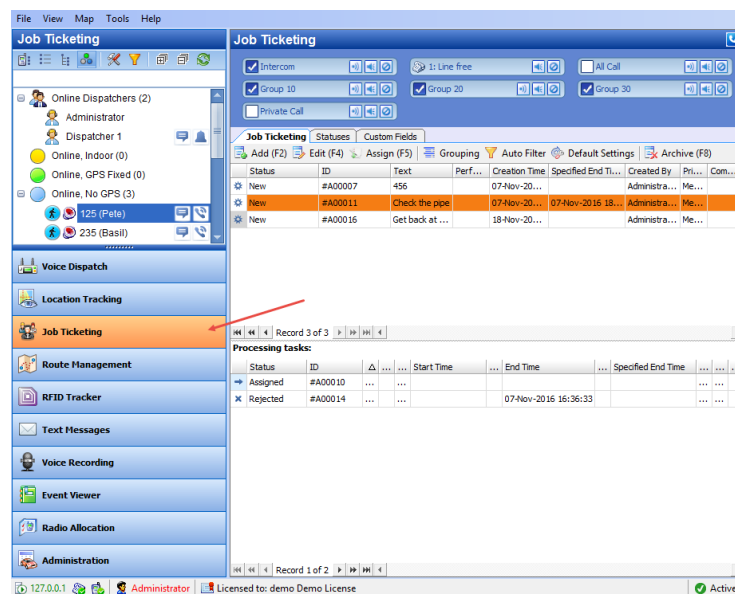 File View Map Tools Help
Job Ticketing
Online Dispatchers (2)
Administrator
Dispatcher 1
Online, Indoor (0)
Online, GPS Fixed (0)
Online, No GPS (3)
125 (Pete)
235 (Basil)
Voice Dispatch
Location Tracking
Job Ticketing
Route Management
RFID Tracker
Text Messages
Voice Recording
Event Viewer
Radio Allocation
Administration
Job Ticketing
Intercom 1: Line free All Call
Group 10 Group 20 Group 30
Private Call
Job Ticketing Statuses Custom Fields
Add (F2) Edit (F4) Assign (F5) Grouping Auto Filter Default Settings Archive (F8)
Status ID Text Perf... Creation Time Specified End Ti... Created By Pri... Com...
New #A00007 456 07-Nov-20... Administra... Me...
New #A00011 Check the pipe 07-Nov-20... 07-Nov-2016 18... Administra... Me...
New #A00016 Get back at ... 18-Nov-20... Administra... Me...
Record 3 of 3
Processing tasks:
Status ID ... ... Start Time ... End Time ... Specified End Time ... ...
Assigned #A00010 ... ... ... ...
Rejected #A00014 ... ... 07-Nov-2016 16:36:33 ... ...
Record 1 of 2
127.0.0.1 Administrator Licensed to: demo Demo License Active